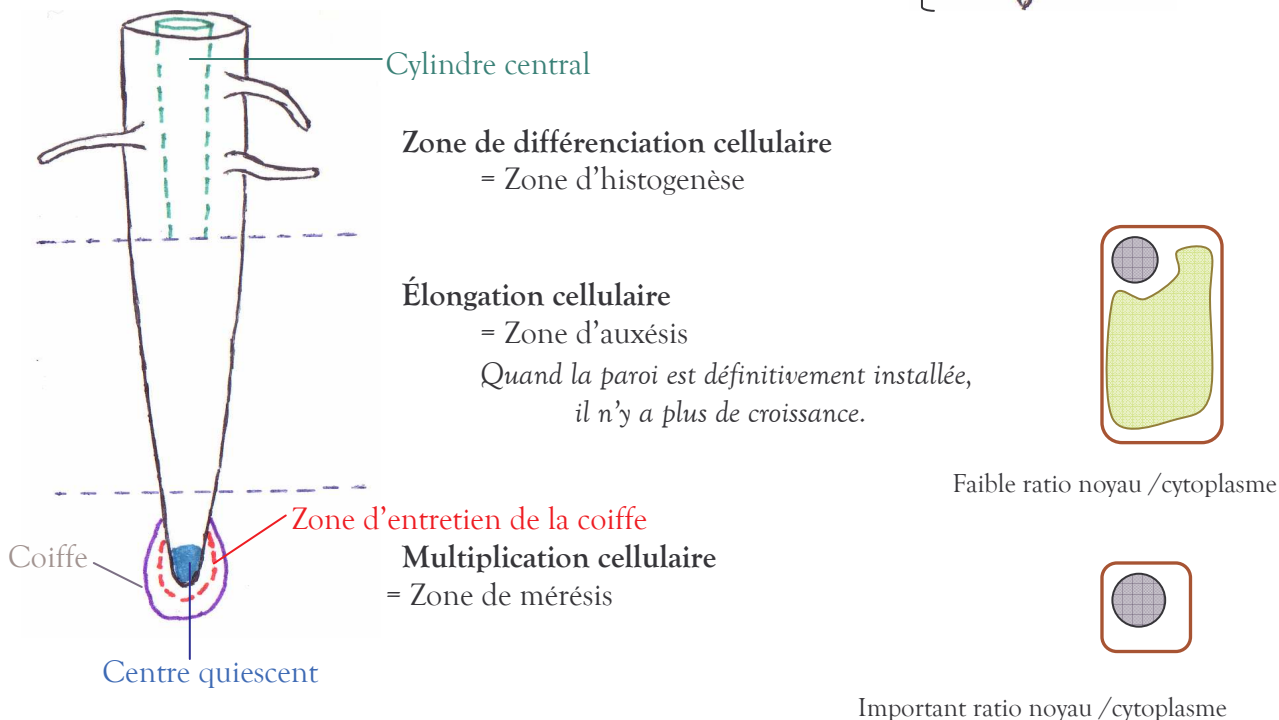 Cylindre central
Zone de différenciation cellulaire
= Zone d'histogenèse
Élongation cellulaire
= Zone d'auxésis
Quand la paroi est définitivement installée,
il n'y a plus de croissance.
Faible ratio noyau /cytoplasme
Zone d'entretien de la coiffe
Coiffe
Multiplication cellulaire
= Zone de mérésis
Centre quiescent
Important ratio noyau /cytoplasme